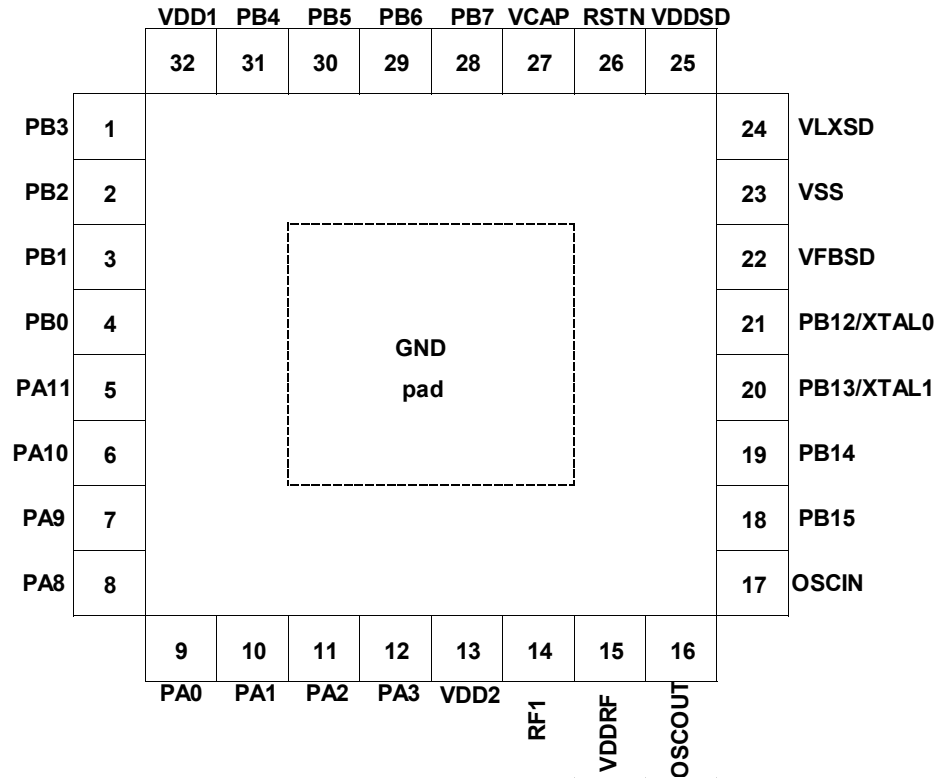 VDD1 PB4 PB5 PB6 PB7 VCAP RSTN VDDSD
32 31 30 29 28 27 26 25
PB3 1 24 VLXSD
PB2 2 23 VSS
PB1 3 22 VFBSD
PB0 4 21 PB12/XTAL0
GND
PA11 5 20 PB13/XTAL1
pad
PA10 6 19 PB14
PA9 7 18 PB15
PA8 8 17 OSCIN
9 10 11 12 13 14 15 16
PA0 PA1 PA2 PA3 VDD2 RF1 VDDRF OSCOUT